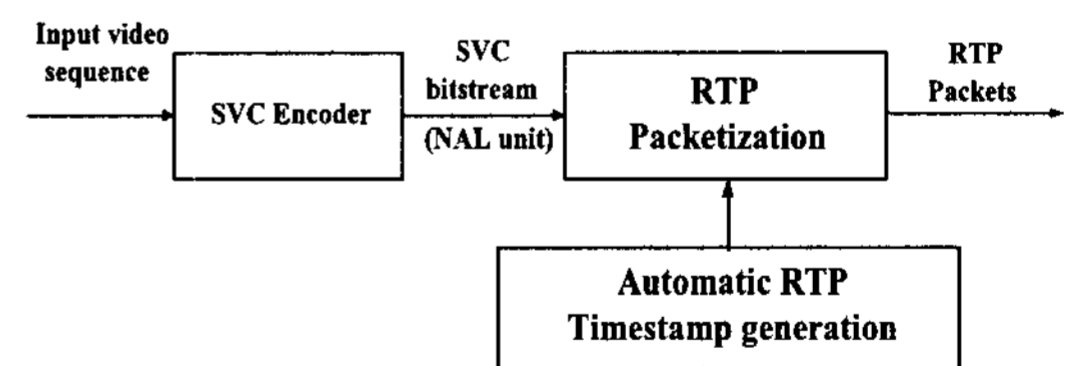 Input video
sequence
SVC Encoder
SVC
bitstream
(NAL unit)
RTP
Packetization
RTP
Packets
Automatic RTP
Timestamp generation